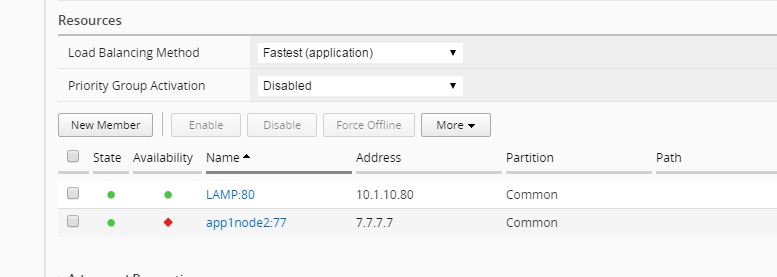 Resources
Load Balancing Method Fastest (application)
Priority Group Activation Disabled
New Member Enable Disable Force Offline More
State Availability Name Address Partition Path
LAMP:80 10.1.10.80 Common
app1node2:77 7.7.7.7 Common